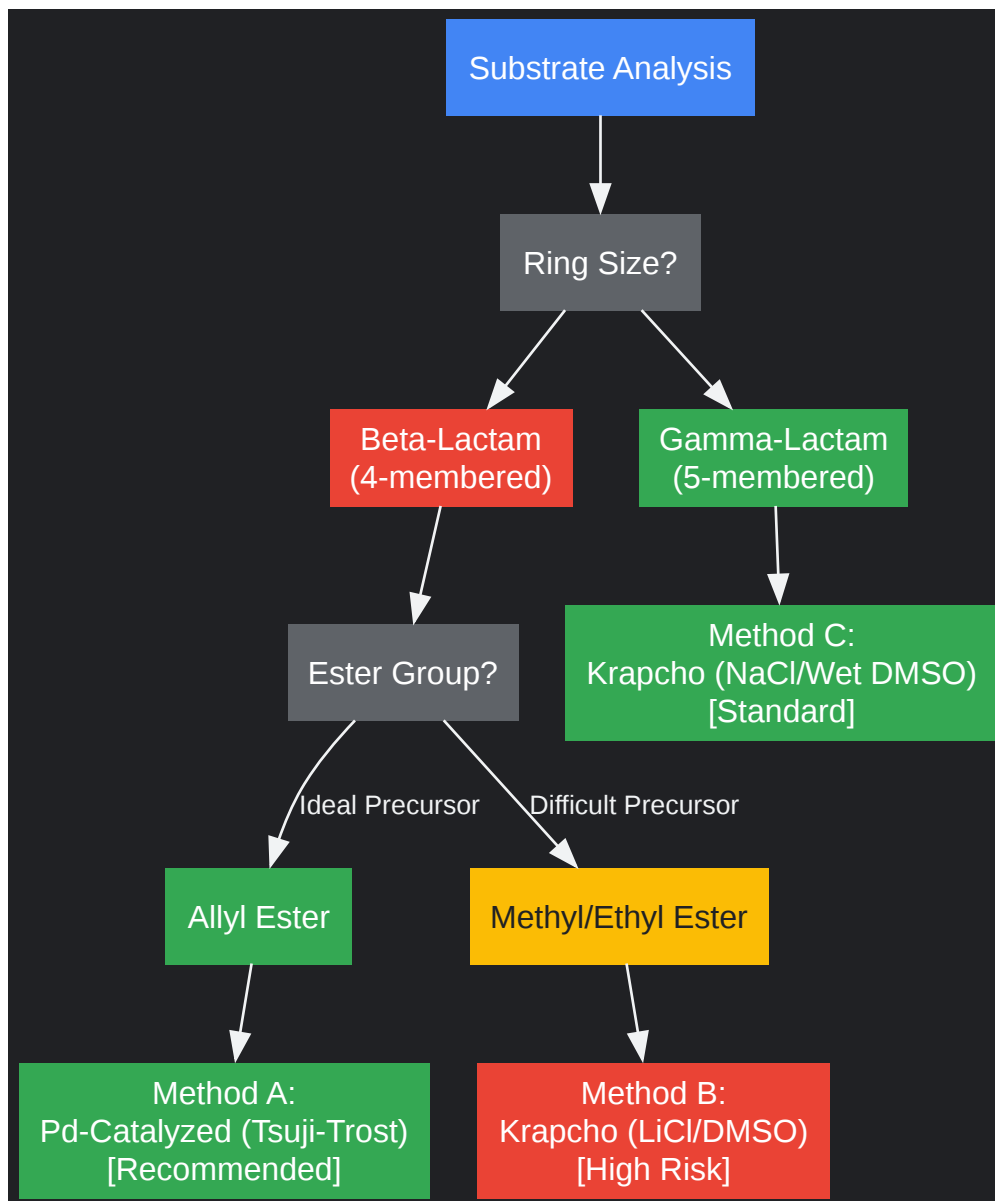 Substrate Analysis
Ring Size?
Beta-Lactam
(4-membered)
Gamma-Lactam
(5-membered)
Ester Group?
Method C:
Krapcho (NaCl/Wet DMSO)
[Standard]
Ideal Precursor
Difficult Precursor
Allyl Ester
Methyl/Ethyl Ester
Method A:
Pd-Catalyzed (Tsuji-Trost)
[Recommended]
Method B:
Krapcho (LiCl/DMSO)
[High Risk]